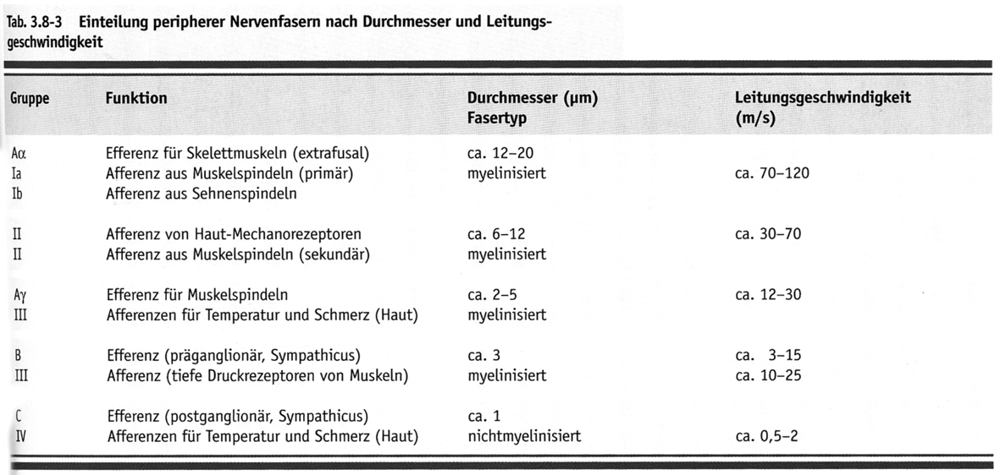 Tab. 3.8-3 Einteilung peripherer Nervenfasern nach Durchmesser und Leitungs-
geschwindigkeit
Gruppe Funktion Durchmesser (µm) Leitungsgeschwindigkeit
Fasertyp (m/s)
Aα Efferenz für Skelettmuskeln (extrafusal) ca. 12–20
Ia Afferenz aus Muskelspindeln (primär) myelinisiert ca. 70–120
Ib Afferenz aus Sehnenspindeln
II Afferenz von Haut-Mechanorezeptoren ca. 6–12 ca. 30–70
II Afferenz aus Muskelspindeln (sekundär) myelinisiert
Aγ Efferenz für Muskelspindeln ca. 2–5 ca. 12–30
III Afferenzen für Temperatur und Schmerz (Haut) myelinisiert
B Efferenz (präganglionär, Sympathicus) ca. 3 ca. 3–15
III Afferenz (tiefe Druckrezeptoren von Muskeln) myelinisiert ca. 10–25
C Efferenz (postganglionär, Sympathicus) ca. 1
IV Afferenzen für Temperatur und Schmerz (Haut) nichtmyelinisiert ca. 0,5–2